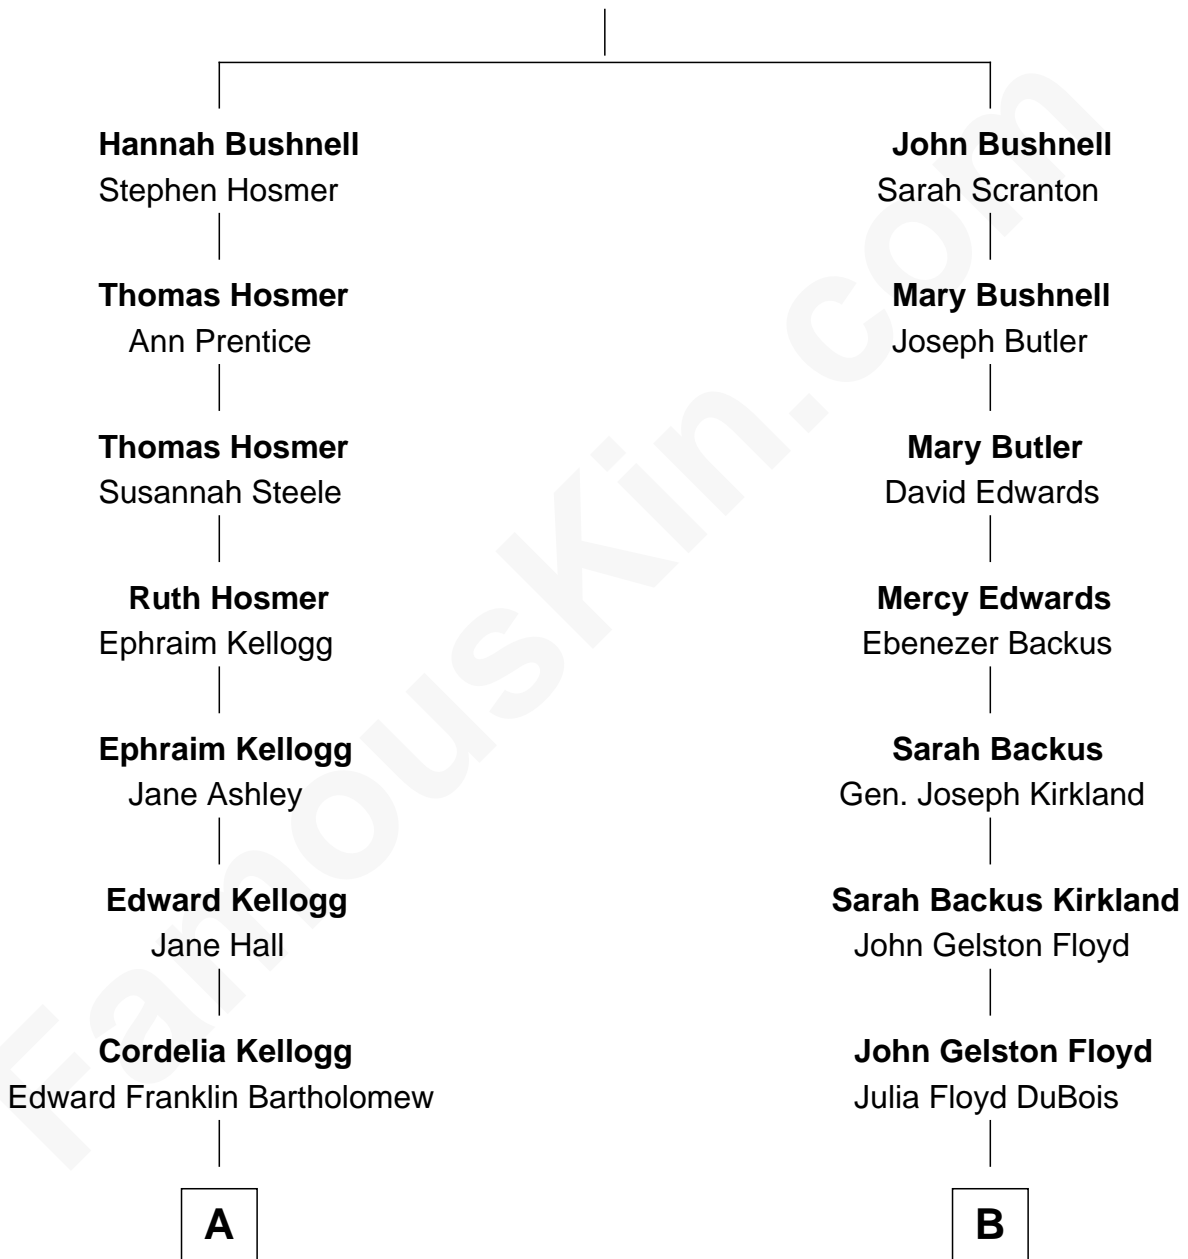 Hannah Bushnell
Stephen Hosmer
John Bushnell
Sarah Scranton
Thomas Hosmer
Ann Prentice
Mary Bushnell
Joseph Butler
Thomas Hosmer
Susannah Steele
Mary Butler
David Edwards
Ruth Hosmer
Ephraim Kellogg
Mercy Edwards
Ebenezer Backus
Ephraim Kellogg
Jane Ashley
Sarah Backus
Gen. Joseph Kirkland
Edward Kellogg
Jane Hall
Sarah Backus Kirkland
John Gelston Floyd
Cordelia Kellogg
Edward Franklin Bartholomew
John Gelston Floyd
Julia Floyd DuBois
A
B
FamousKin.com